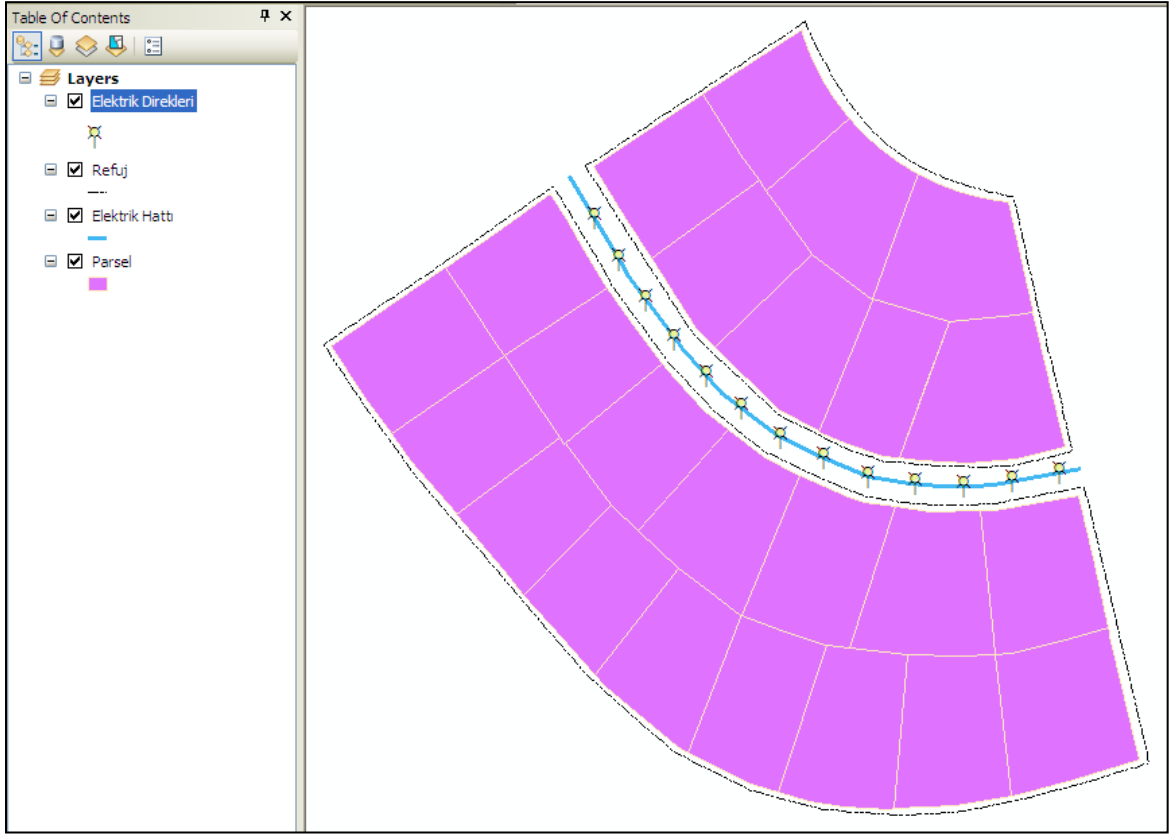 Table Of Contents
Layers
Elektrik Direkleri
Refuj
Elektrik Hattı
Parsel